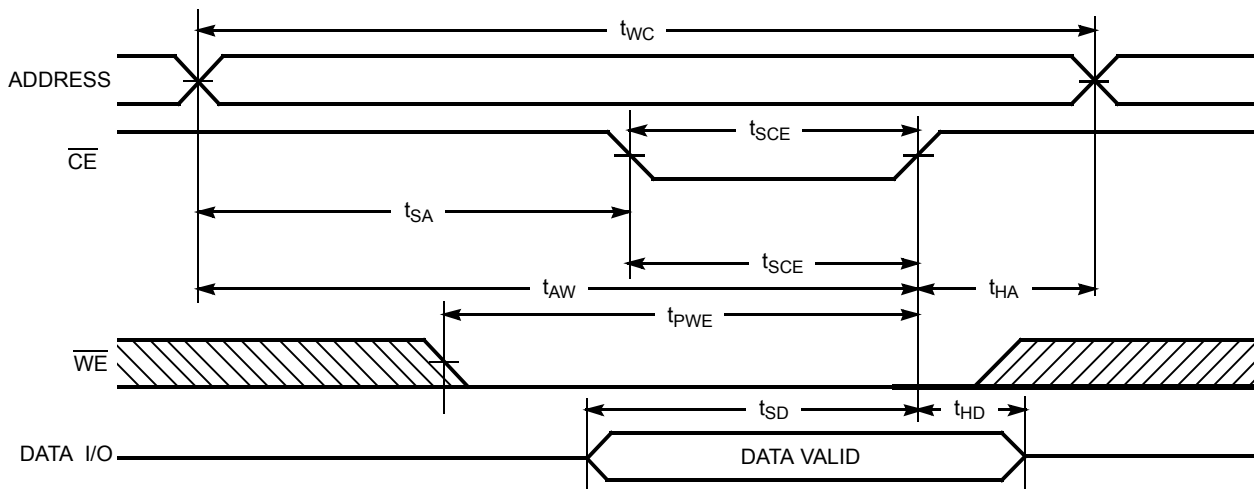 tWC
ADDRESS
tSCE
CE
tSA
tSCE
tAW
tHA
tPWE
WE
tSD
tHD
DATA I/O
DATA VALID